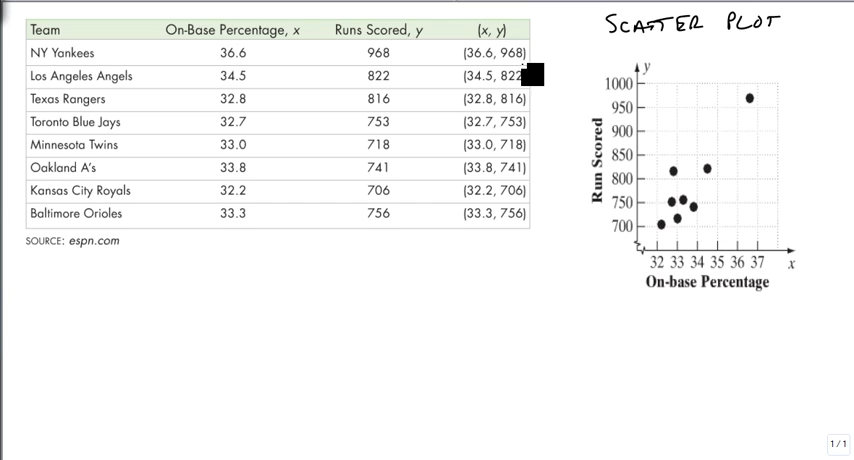 SCATTER PLOT
Team On-Base Percentage, x Runs Scored, y (x, y)
NY Yankees 36.6 968 (36.6, 968)
Los Angeles Angels 34.5 822 (34.5, 822
Texas Rangers 32.8 816 (32.8, 816)
Toronto Blue Jays 32.7 753 (32.7, 753)
Minnesota Twins 33.0 718 (33.0, 718)
Oakland A's 33.8 741 (33.8, 741)
Kansas City Royals 32.2 706 (32.2, 706)
Baltimore Orioles 33.3 756 (33.3, 756)
SOURCE: espn.com
y
1000
950
900
850
800
750
700
Run Scored
32 33 34 35 36 37 x
On-base Percentage
1/1